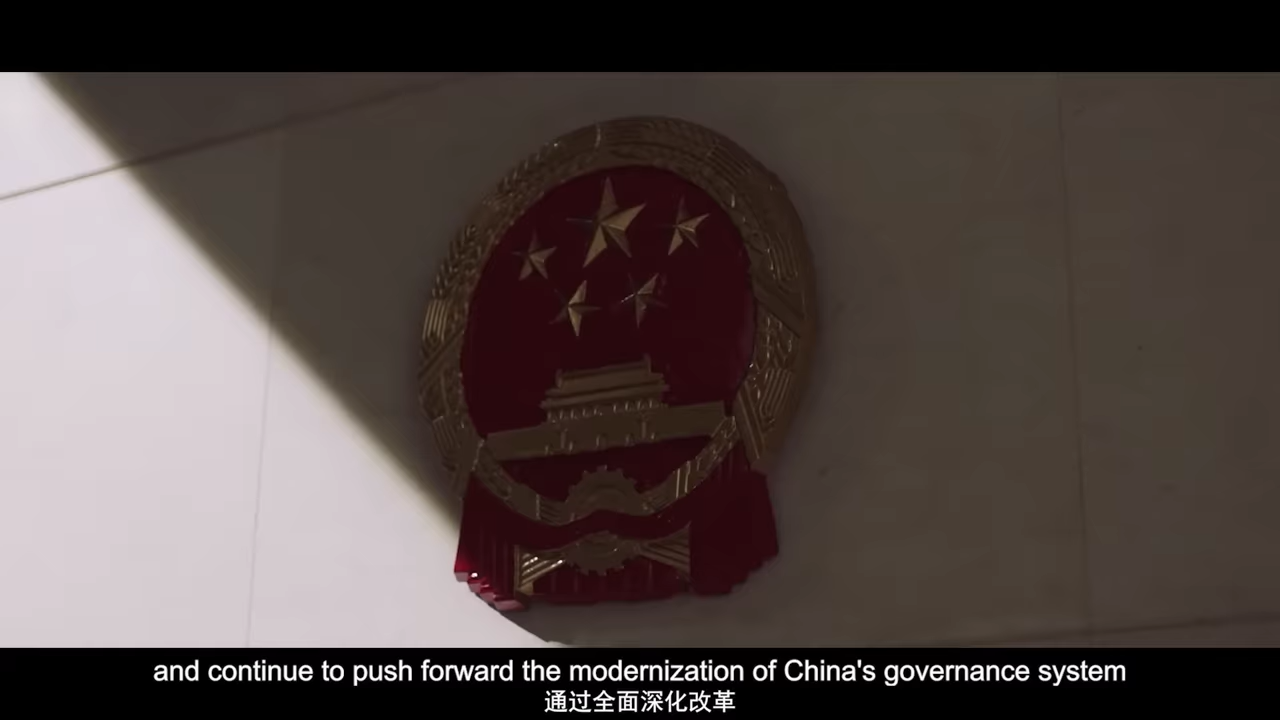 and continue to push forward the modernization of China's governance system
通过全面深化改革